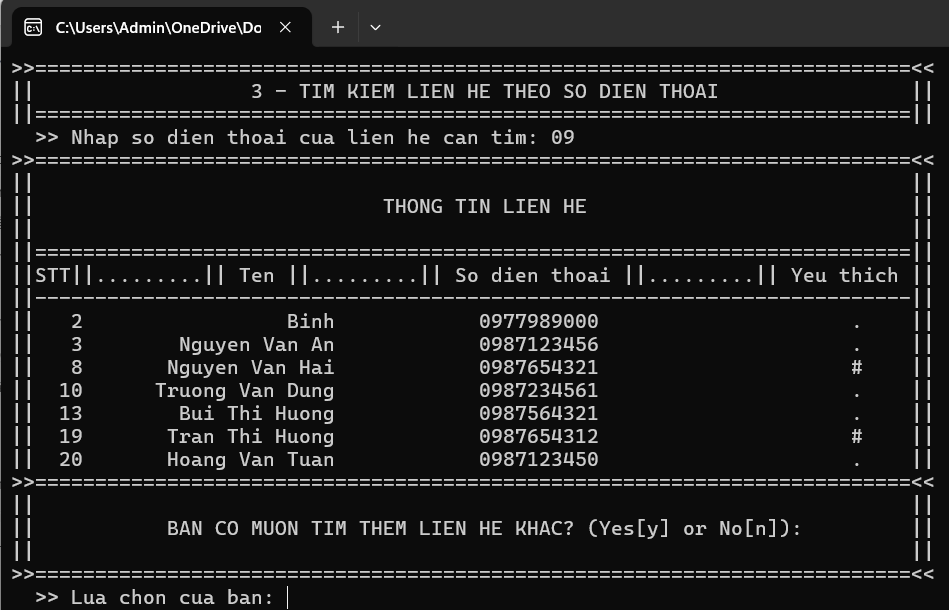 C:\Users\Admin\OneDrive\Do
>>=========================================================================<<
||                  3 - TIM KIEM LIEN HE THEO SO DIEN THOAI                ||
||=========================================================================||
  >> Nhap so dien thoai cua lien he can tim: 09
>>=========================================================================<<
||                                                                         ||
||                             THONG TIN LIEN HE                           ||
||                                                                         ||
||=========================================================================||
||STT||.........|| Ten ||.........|| So dien thoai ||.........|| Yeu thich ||
||-------------------------------------------------------------------------||
||   2                 Binh            0977989000                     .    ||
||   3        Nguyen Van An            0987123456                     .    ||
||   8       Nguyen Van Hai            0987654321                     #    ||
||  10      Truong Van Dung            0987234561                     .    ||
||  13        Bui Thi Huong            0987564321                     .    ||
||  19       Tran Thi Huong            0987654312                     #    ||
||  20       Hoang Van Tuan            0987123450                     .    ||
>>=========================================================================<<
||                                                                         ||
||           BAN CO MUON TIM THEM LIEN HE KHAC? (Yes[y] or No[n]):         ||
||                                                                         ||
>>=========================================================================<<
  >> Lua chon cua ban: